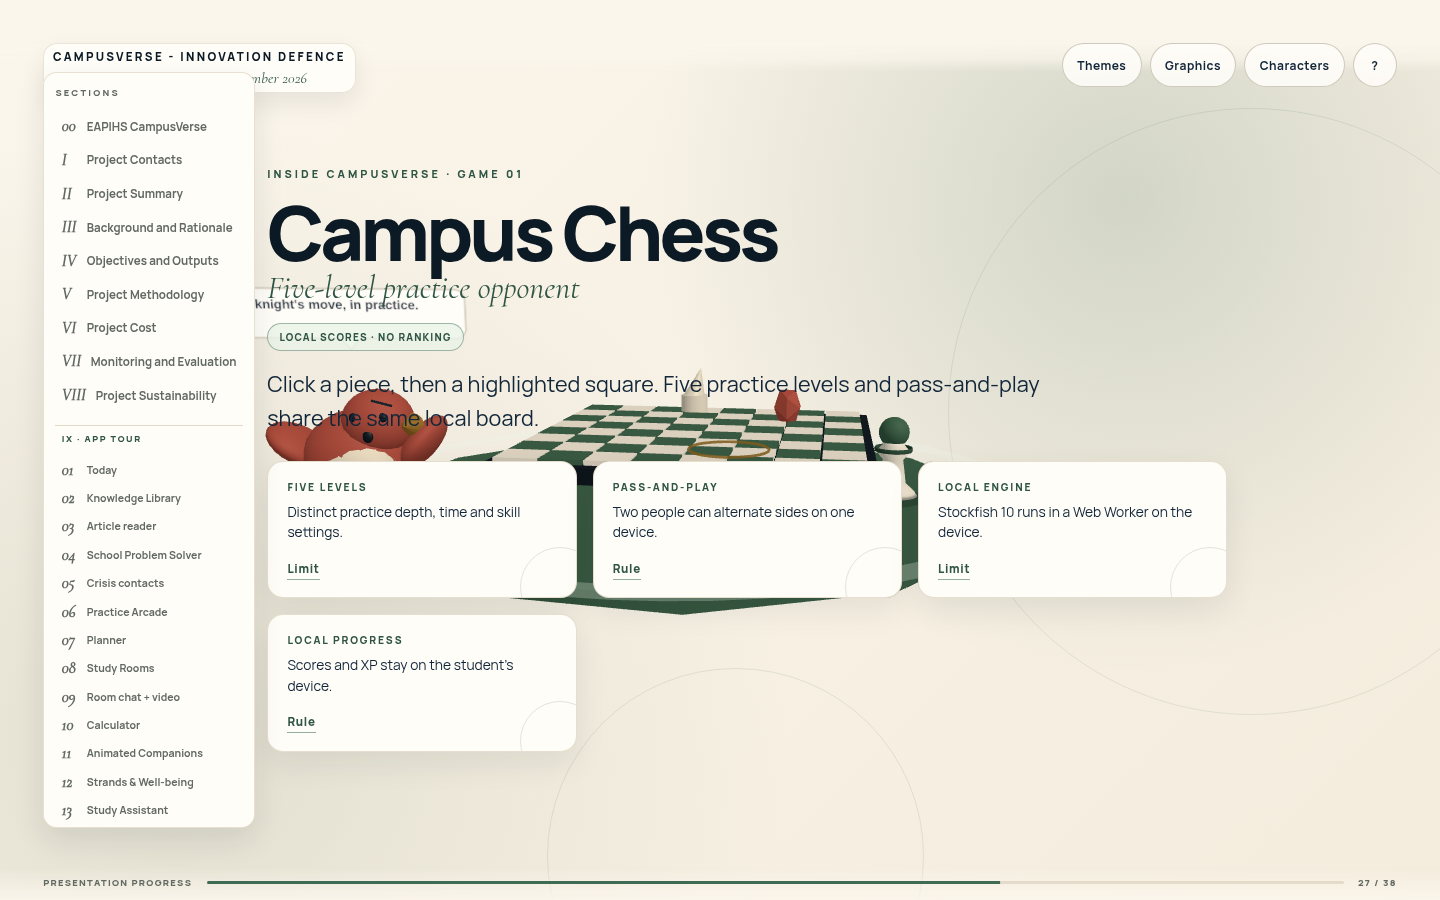 CAMPUSVERSE - INNOVATION DEFENCE
2026
Themes
Graphics
Characters
?
SECTIONS
00 EAPIHS CampusVerse
I Project Contacts
II Project Summary
III Background and Rationale
IV Objectives and Outputs
V Project Methodology
VI Project Cost
VII Monitoring and Evaluation
VIII Project Sustainability
IX · APP TOUR
01 Today
02 Knowledge Library
03 Article reader
04 School Problem Solver
05 Crisis contacts
06 Practice Arcade
07 Planner
08 Study Rooms
09 Room chat + video
10 Calculator
11 Animated Companions
12 Strands & Well-being
13 Study Assistant
INSIDE CAMPUSVERSE · GAME 01
Campus Chess
Five-level practice opponent
knight's move, in practice.
LOCAL SCORES · NO RANKING
Click a piece, then a highlighted square. Five practice levels and pass-and-play
share the same local board.
FIVE LEVELS
Distinct practice depth, time and skill
settings.
Limit
PASS-AND-PLAY
Two people can alternate sides on one
device.
Rule
LOCAL ENGINE
Stockfish 10 runs in a Web Worker on the
device.
Limit
LOCAL PROGRESS
Scores and XP stay on the student's
device.
Rule
PRESENTATION PROGRESS
27 / 38